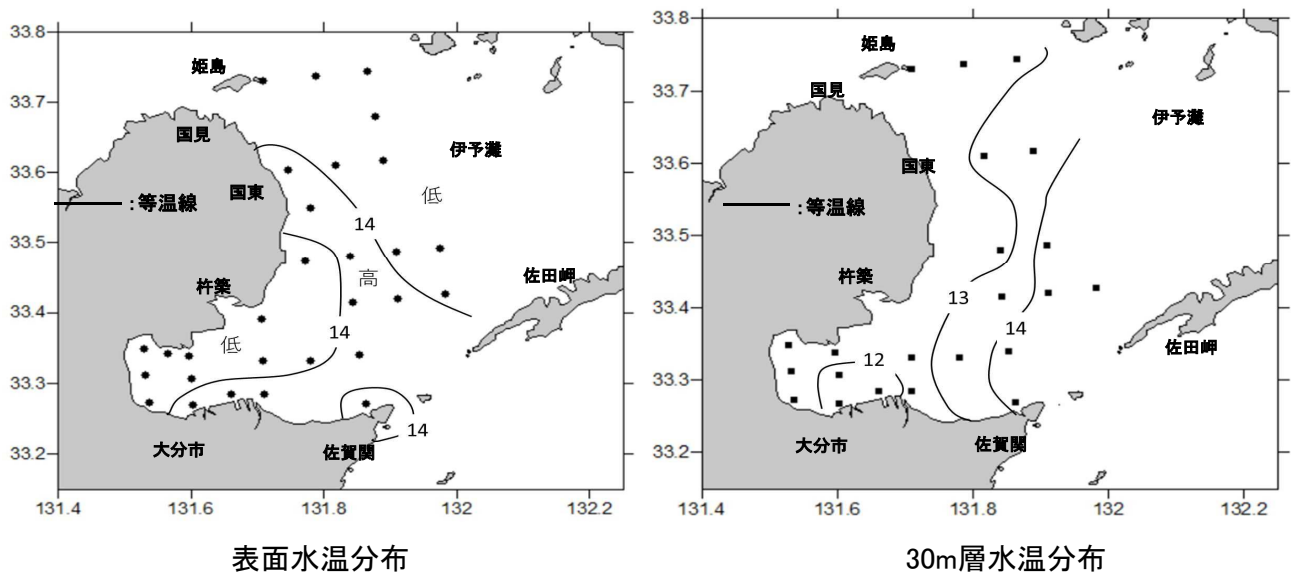 33.8
33.7
33.6
33.5
33.4
33.3
33.2
131.4
131.6
131.8
132
132.2
姫島
国見
国東
伊予灘
低
:等温線
14
高
佐田岬
杵築
14
低
14
大分市
佐賀関
表面水温分布
33.8
33.7
33.6
33.5
33.4
33.3
33.2
131.4
131.6
131.8
132
132.2
姫島
国見
伊予灘
国東
:等温線
杵築
13
14
佐田岬
12
大分市
佐賀関
30m層水温分布